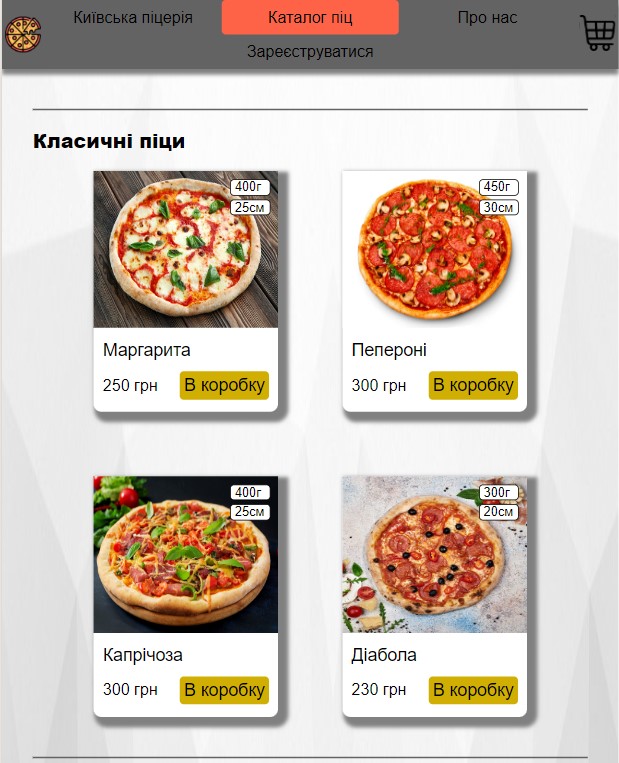 Київська піцерія
Каталог піц
Про нас
Зареєструватися
Класичні піци
400г
25см
450г
30см
Маргарита
Пепероні
250 грн
В коробку
300 грн
В коробку
400г
25см
300г
20см
Капрічоза
Діабола
300 грн
В коробку
230 грн
В коробку